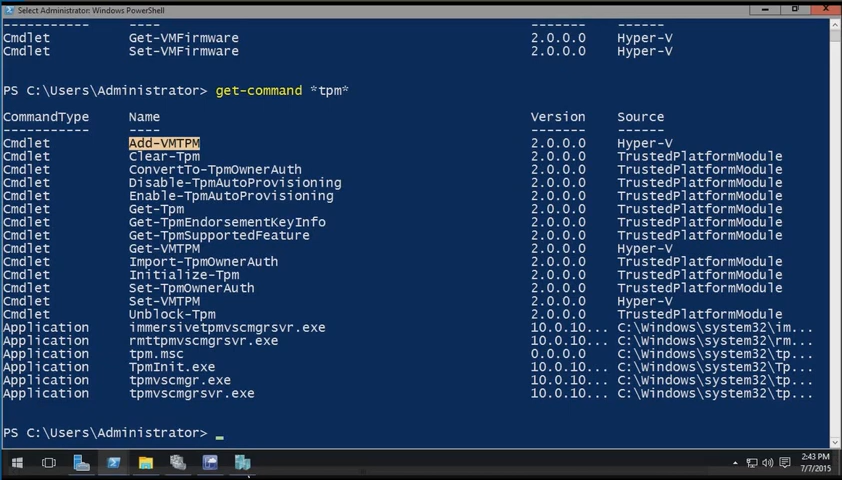 Select Administrator: Windows PowerShell
----------- ---- ------- ------
Cmdlet Get-VMFirmware 2.0.0.0 Hyper-V
Cmdlet Set-VMFirmware 2.0.0.0 Hyper-V
PS C:\Users\Administrator> get-command *tpm*
CommandType Name Version Source
----------- ---- ------- ------
Cmdlet Add-VMTPM 2.0.0.0 Hyper-V
Cmdlet Clear-Tpm 2.0.0.0 TrustedPlatformModule
Cmdlet ConvertTo-TpmOwnerAuth 2.0.0.0 TrustedPlatformModule
Cmdlet Disable-TpmAutoProvisioning 2.0.0.0 TrustedPlatformModule
Cmdlet Enable-TpmAutoProvisioning 2.0.0.0 TrustedPlatformModule
Cmdlet Get-Tpm 2.0.0.0 TrustedPlatformModule
Cmdlet Get-TpmEndorsementKeyInfo 2.0.0.0 TrustedPlatformModule
Cmdlet Get-TpmSupportedFeature 2.0.0.0 TrustedPlatformModule
Cmdlet Get-VMTPM 2.0.0.0 Hyper-V
Cmdlet Import-TpmOwnerAuth 2.0.0.0 TrustedPlatformModule
Cmdlet Initialize-Tpm 2.0.0.0 TrustedPlatformModule
Cmdlet Set-TpmOwnerAuth 2.0.0.0 TrustedPlatformModule
Cmdlet Set-VMTPM 2.0.0.0 Hyper-V
Cmdlet Unblock-Tpm 2.0.0.0 TrustedPlatformModule
Application immersivetpmvscmgrsvr.exe 10.0.10... C:\Windows\system32\im...
Application rmttpmvscmgrsvr.exe 10.0.10... C:\Windows\system32\rm...
Application tpm.msc 0.0.0.0 C:\Windows\system32\tp...
Application TpmInit.exe 10.0.10... C:\Windows\system32\Tp...
Application tpmvscmgr.exe 10.0.10... C:\Windows\system32\tp...
Application tpmvscmgrsvr.exe 10.0.10... C:\Windows\system32\tp...
PS C:\Users\Administrator> _
2:43 PM
7/7/2015